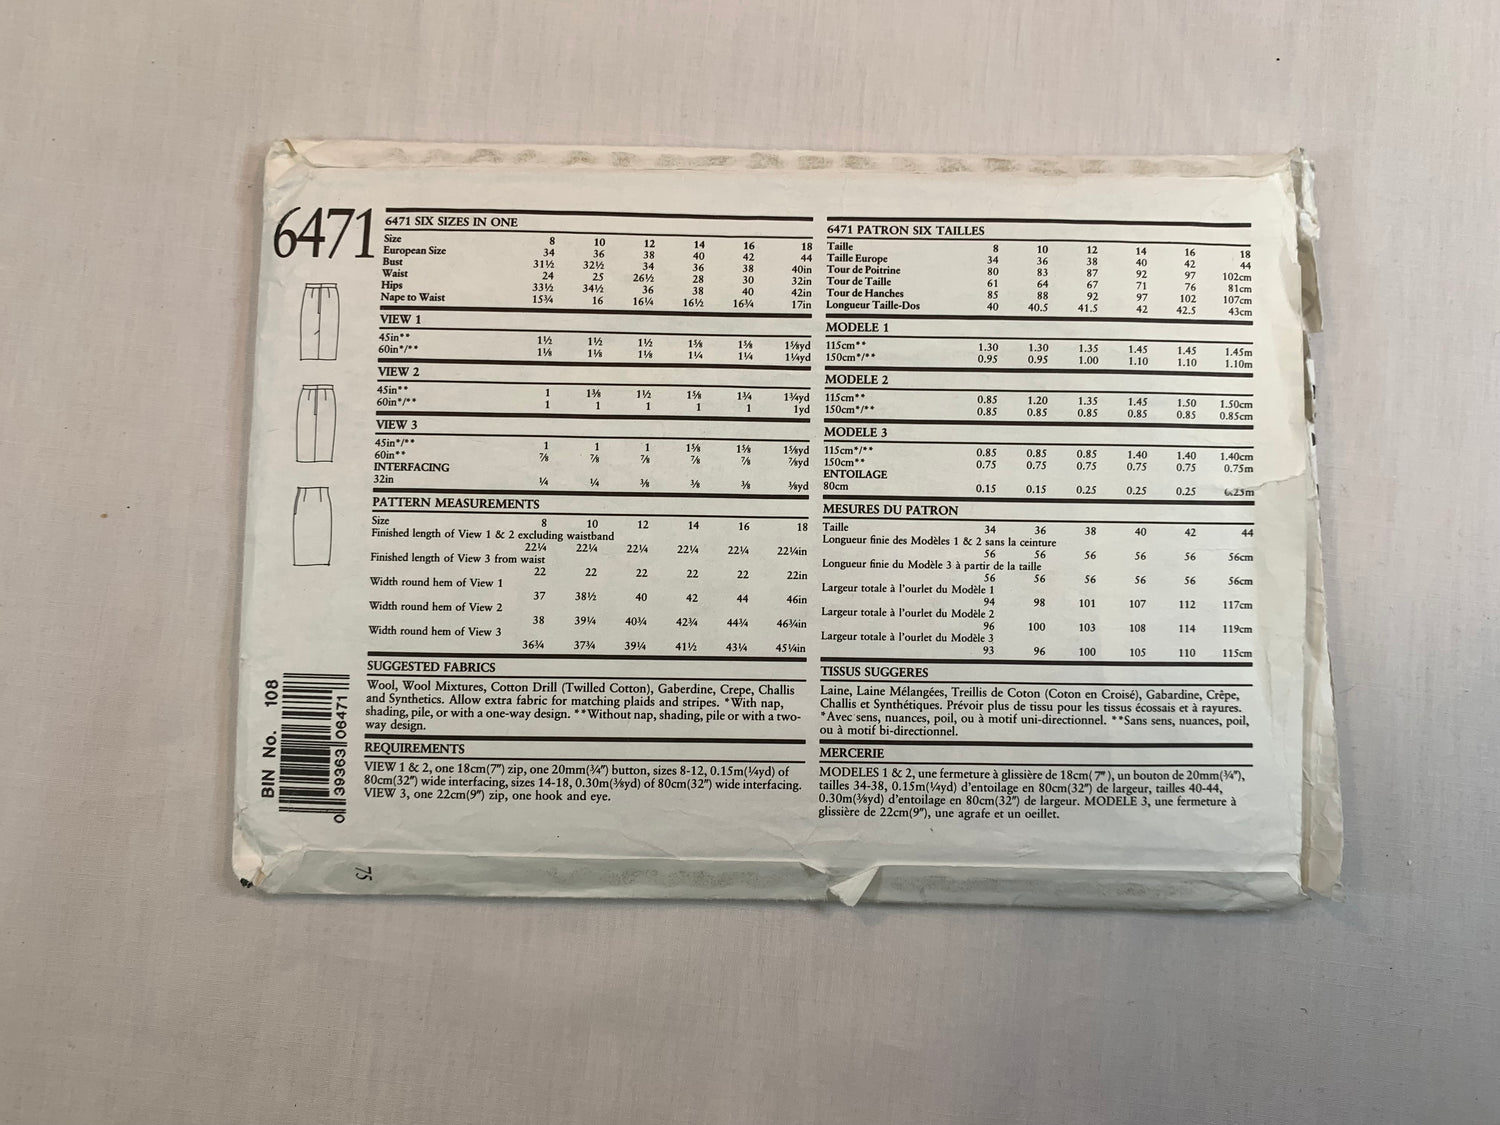 6471
6471 SIX SIZES IN ONE
Size 8 10 12 14 16 18
European Size 34 36 38 40 42 44
Bust 31½ 32½ 34 36 38 40in
Waist 24 25 26½ 28 30 32in
Hips 33½ 34½ 36 38 40 42in
Nape to Waist 15¾ 16 16¼ 16½ 16¾ 17in
VIEW 1
45in** 1½ 1½ 1½ 1⅝ 1⅝ 1⅝yd
60in*/** 1⅛ 1⅛ 1⅛ 1¼ 1¼ 1¼yd
VIEW 2
45in** 1 1⅜ 1½ 1⅝ 1¾ 1¾yd
60in*/** 1 1 1 1 1 1yd
VIEW 3
45in*/** 1 1 1 1⅝ 1⅝ 1⅝yd
60in** ⅞ ⅞ ⅞ ⅞ ⅞ ⅞yd
INTERFACING
32in ¼ ¼ ⅜ ⅜ ⅜ ⅜yd
PATTERN MEASUREMENTS
Size 8 10 12 14 16 18
Finished length of View 1 & 2 excluding waistband
22¼ 22¼ 22¼ 22¼ 22¼ 22¼in
Finished length of View 3 from waist
22 22 22 22 22 22in
Width round hem of View 1
37 38½ 40 42 44 46in
Width round hem of View 2
38 39¼ 40¾ 42¾ 44¾ 46¾in
Width round hem of View 3
36¾ 37¾ 39¼ 41½ 43¼ 45¼in
SUGGESTED FABRICS
Wool, Wool Mixtures, Cotton Drill (Twilled Cotton), Gaberdine, Crepe, Challis
and Synthetics. Allow extra fabric for matching plaids and stripes. *With nap,
shading, pile, or with a one-way design. **Without nap, shading, pile or with a two-
way design.
REQUIREMENTS
VIEW 1 & 2, one 18cm(7") zip, one 20mm(¾") button, sizes 8-12, 0.15m(¼yd) of
80cm(32") wide interfacing, sizes 14-18, 0.30m(⅜yd) of 80cm(32") wide interfacing.
VIEW 3, one 22cm(9") zip, one hook and eye.
6471 PATRON SIX TAILLES
Taille 8 10 12 14 16 18
Taille Europe 34 36 38 40 42 44
Tour de Poitrine 80 83 87 92 97 102cm
Tour de Taille 61 64 67 71 76 81cm
Tour de Hanches 85 88 92 97 102 107cm
Longueur Taille-Dos 40 40.5 41.5 42 42.5 43cm
MODELE 1
115cm** 1.30 1.30 1.35 1.45 1.45 1.45m
150cm*/** 0.95 0.95 1.00 1.10 1.10 1.10m
MODELE 2
115cm** 0.85 1.20 1.35 1.45 1.50 1.50cm
150cm*/** 0.85 0.85 0.85 0.85 0.85 0.85cm
MODELE 3
115cm*/** 0.85 0.85 0.85 1.40 1.40 1.40cm
150cm** 0.75 0.75 0.75 0.75 0.75 0.75m
ENTOILAGE
80cm 0.15 0.15 0.25 0.25 0.25 0.25m
MESURES DU PATRON
Taille 34 36 38 40 42 44
Longueur finie des Modèles 1 & 2 sans la ceinture
56 56 56 56 56 56cm
Longueur finie du Modèle 3 à partir de la taille
56 56 56 56 56 56cm
Largeur totale à l'ourlet du Modèle 1
94 98 101 107 112 117cm
Largeur totale à l'ourlet du Modèle 2
96 100 103 108 114 119cm
Largeur totale à l'ourlet du Modèle 3
93 96 100 105 110 115cm
TISSUS SUGGERES
Laine, Laine Mélangées, Treillis de Coton (Coton en Croisé), Gabardine, Crêpe,
Challis et Synthétiques. Prévoir plus de tissu pour les tissus écossais et à rayures.
*Avec sens, nuances, poil, ou à motif uni-directionnel. **Sans sens, nuances, poil,
ou à motif bi-directionnel.
MERCERIE
MODELES 1 & 2, une fermeture à glissière de 18cm(7"), un bouton de 20mm(¾"),
tailles 34-38, 0.15m(¼yd) d'entoilage en 80cm(32") de largeur, tailles 40-44,
0.30m(⅜yd) d'entoilage en 80cm(32") de largeur. MODELE 3, une fermeture à
glissière de 22cm(9"), une agrafe et un oeillet.
BIN No. 108
0 39363 06471
75